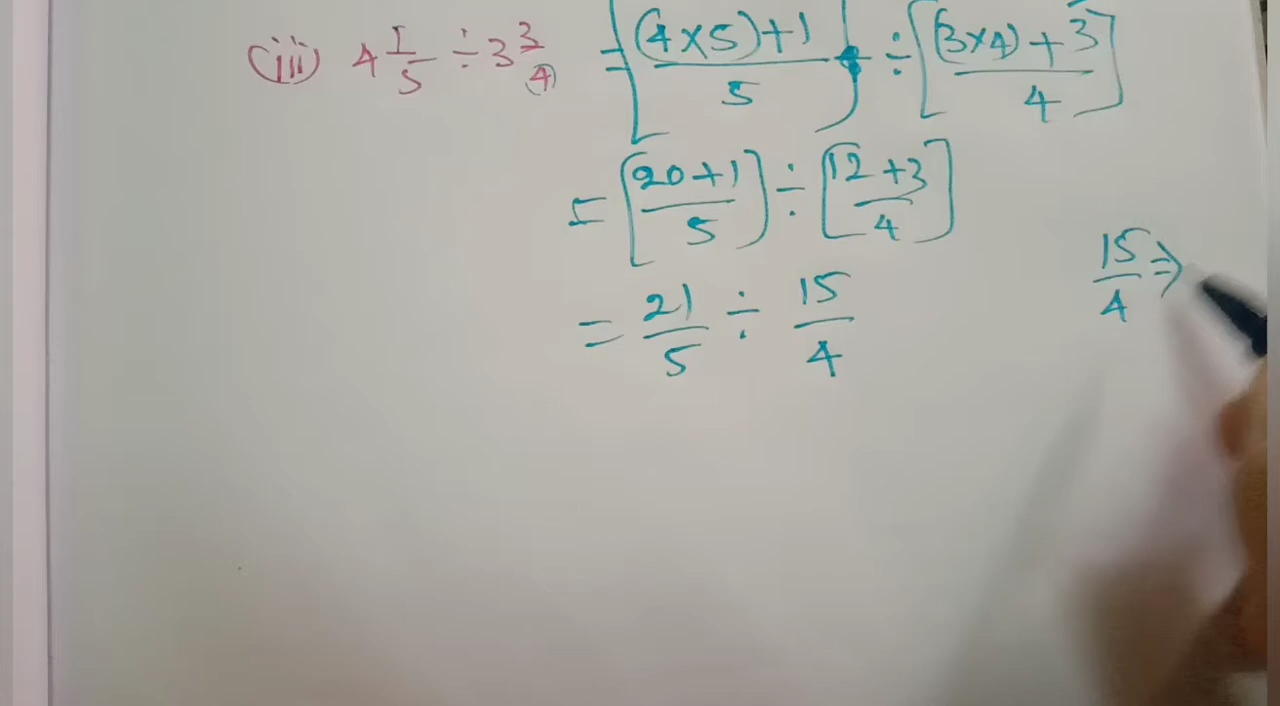 (iii) 4 1/5 ÷ 3 3/4 = [(4×5)+1 / 5] ÷ [(3×4)+3 / 4]
= [20+1 / 5] ÷ [12+3 / 4]
= 21/5 ÷ 15/4
15/4 ⇒